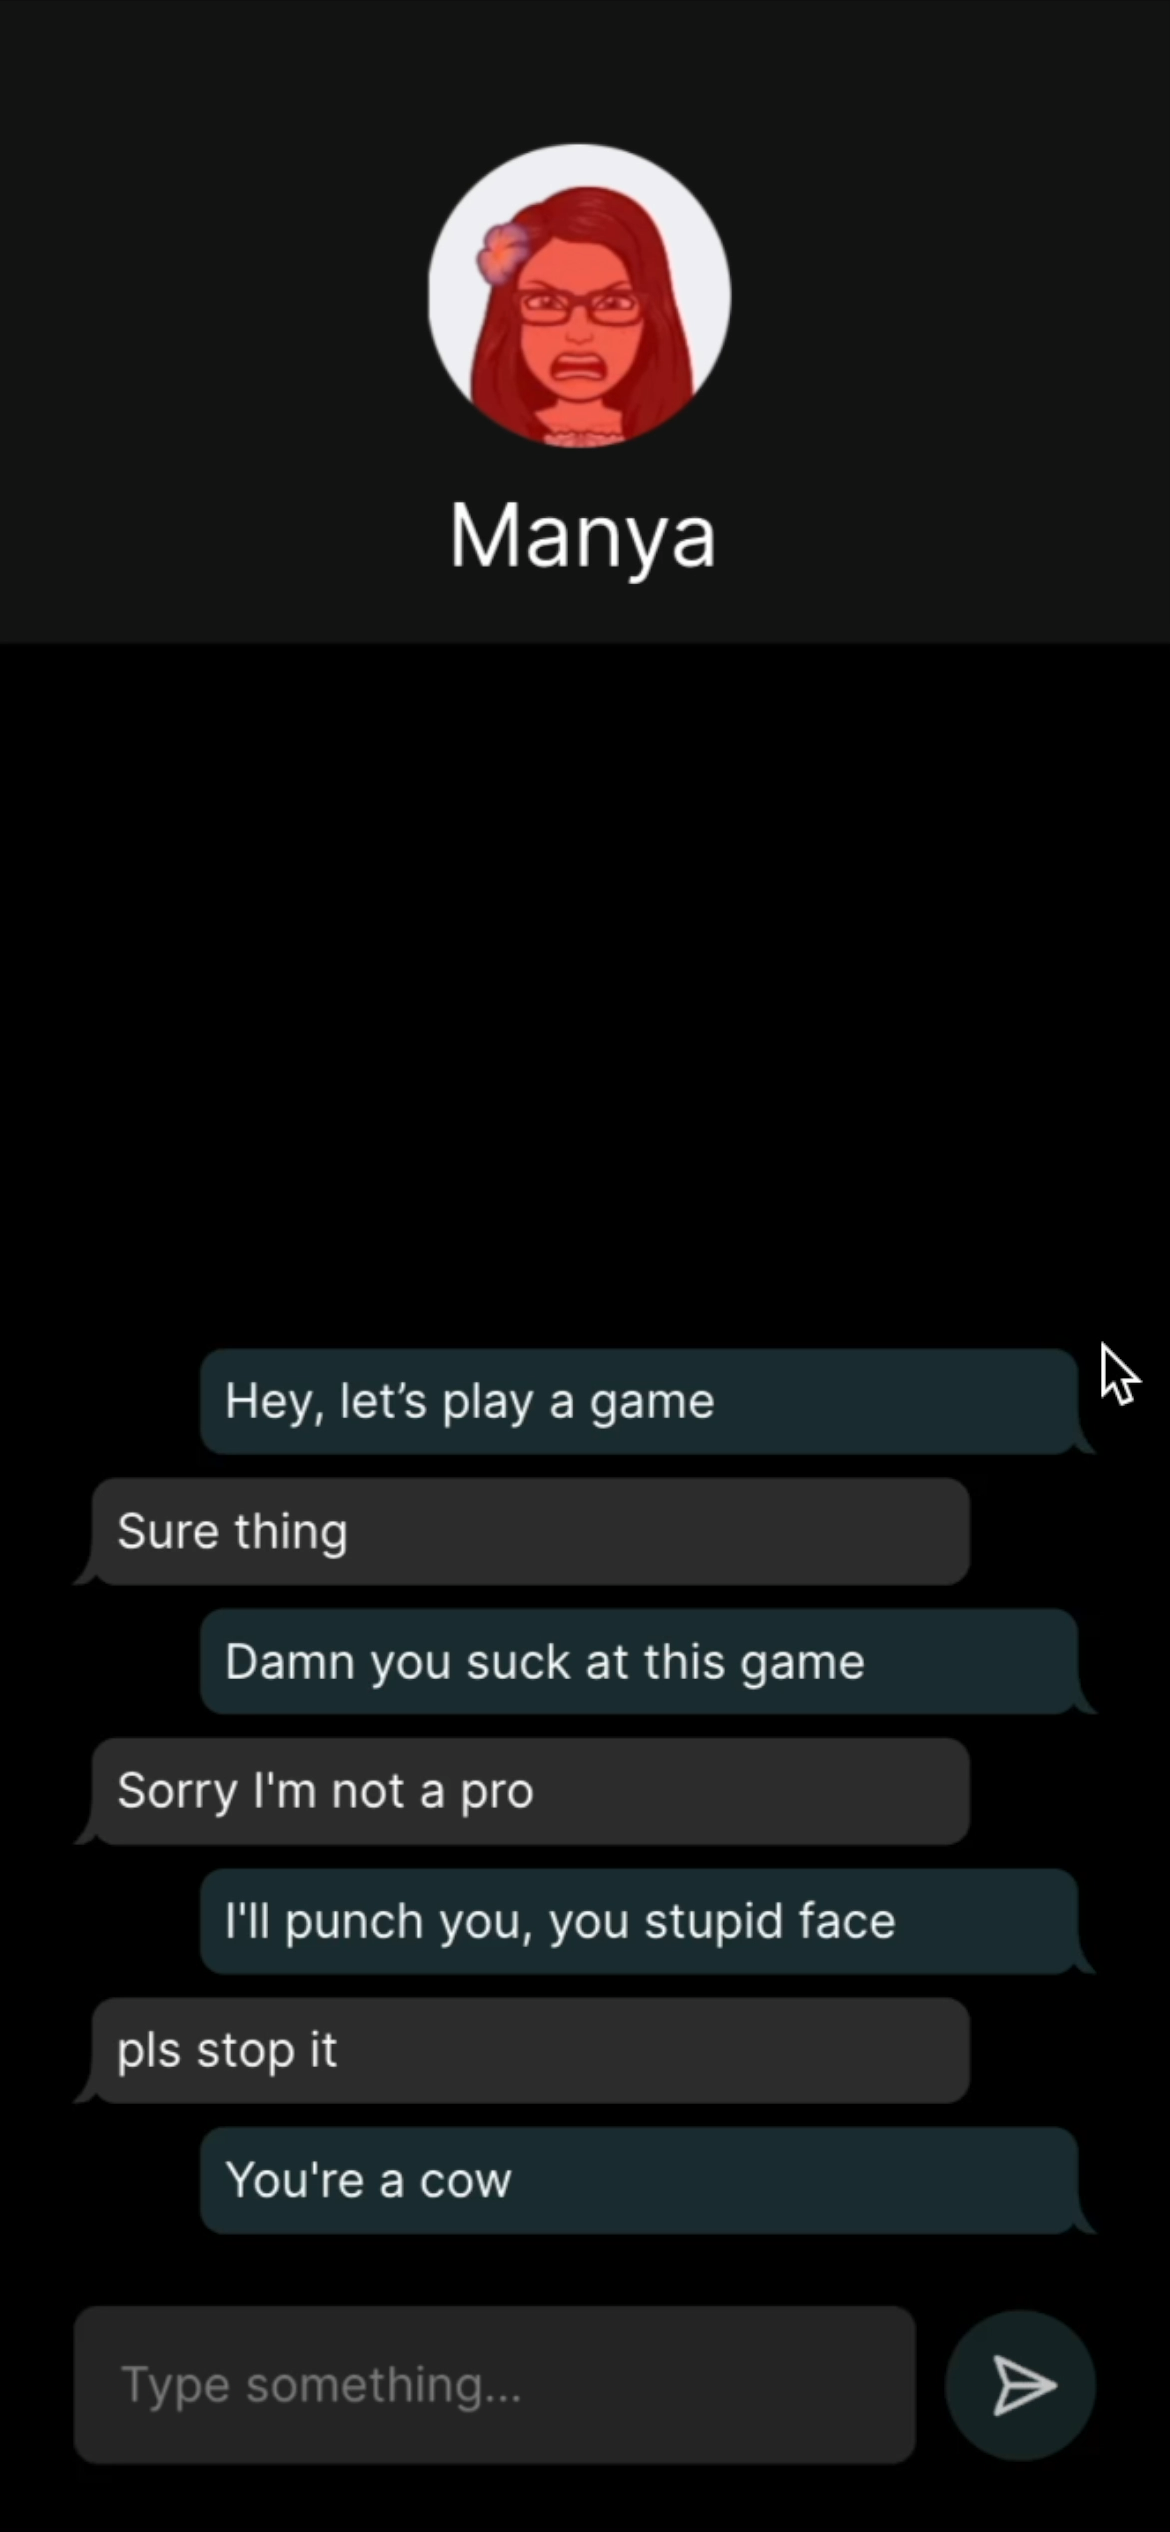 Manya
Hey, let’s play a game
Sure thing
Damn you suck at this game
Sorry I'm not a pro
I'll punch you, you stupid face
pls stop it
You're a cow
Type something...